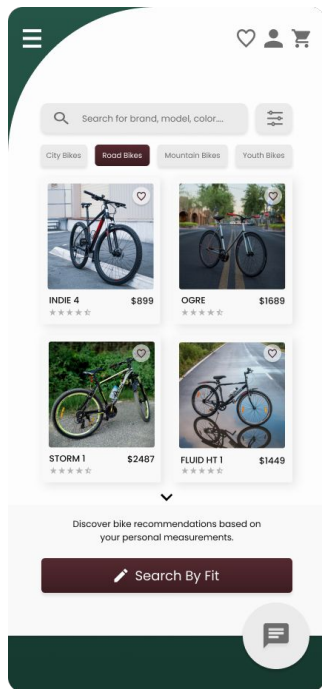 Search for brand, model, color....
City Bikes
Road Bikes
Mountain Bikes
Youth Bikes
INDIE 4 $899
OGRE $1689
STORM 1 $2487
FLUID HT 1 $1449
Discover bike recommendations based on
your personal measurements.
Search By Fit